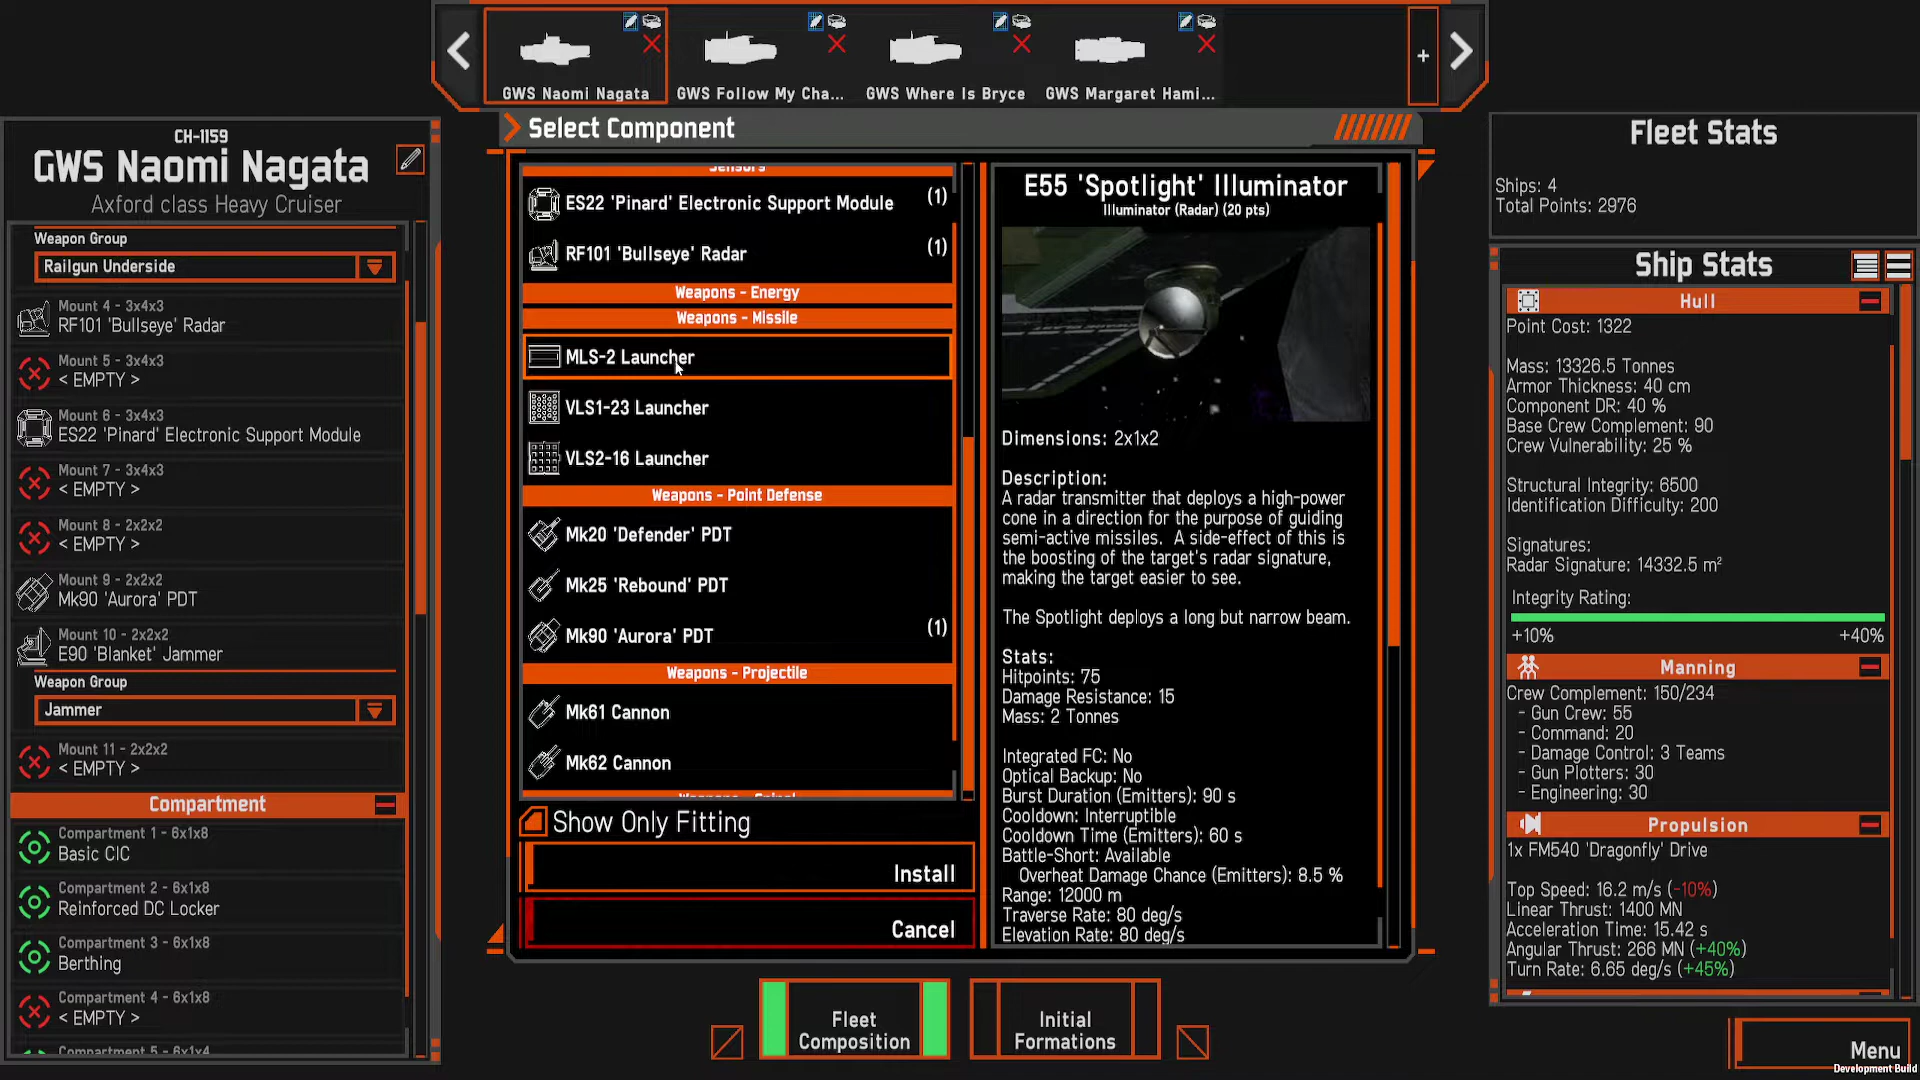 GWS Naomi Nagata
GWS Follow My Cha...
GWS Where Is Bryce
GWS Margaret Hami...
+
CH-1159
GWS Naomi Nagata
Axford class Heavy Cruiser
Weapon Group
Railgun Underside
Mount 4 - 3x4x3
RF101 'Bullseye' Radar
Mount 5 - 3x4x3
< EMPTY >
Mount 6 - 3x4x3
ES22 'Pinard' Electronic Support Module
Mount 7 - 3x4x3
< EMPTY >
Mount 8 - 2x2x2
< EMPTY >
Mount 9 - 2x2x2
Mk90 'Aurora' PDT
Mount 10 - 2x2x2
E90 'Blanket' Jammer
Weapon Group
Jammer
Mount 11 - 2x2x2
< EMPTY >
Compartment
Compartment 1 - 6x1x8
Basic CIC
Compartment 2 - 6x1x8
Reinforced DC Locker
Compartment 3 - 6x1x8
Berthing
Compartment 4 - 6x1x8
< EMPTY >
Compartment 5 - 6x1x4
Select Component
Sensors
ES22 'Pinard' Electronic Support Module (1)
RF101 'Bullseye' Radar (1)
Weapons - Energy
Weapons - Missile
MLS-2 Launcher
VLS1-23 Launcher
VLS2-16 Launcher
Weapons - Point Defense
Mk20 'Defender' PDT
Mk25 'Rebound' PDT
Mk90 'Aurora' PDT (1)
Weapons - Projectile
Mk61 Cannon
Mk62 Cannon
Weapons - Spinal
Show Only Fitting
Install
Cancel
E55 'Spotlight' Illuminator
Illuminator (Radar) (20 pts)
Dimensions: 2x1x2
Description:
A radar transmitter that deploys a high-power
cone in a direction for the purpose of guiding
semi-active missiles. A side-effect of this is
the boosting of the target's radar signature,
making the target easier to see.
The Spotlight deploys a long but narrow beam.
Stats:
Hitpoints: 75
Damage Resistance: 15
Mass: 2 Tonnes
Integrated FC: No
Optical Backup: No
Burst Duration (Emitters): 90 s
Cooldown: Interruptible
Cooldown Time (Emitters): 60 s
Battle-Short: Available
Overheat Damage Chance (Emitters): 8.5 %
Range: 12000 m
Traverse Rate: 80 deg/s
Elevation Rate: 80 deg/s
Fleet Stats
Ships: 4
Total Points: 2976
Ship Stats
Hull
Point Cost: 1322
Mass: 13326.5 Tonnes
Armor Thickness: 40 cm
Component DR: 40 %
Base Crew Complement: 90
Crew Vulnerability: 25 %
Structural Integrity: 6500
Identification Difficulty: 200
Signatures:
Radar Signature: 14332.5 m²
Integrity Rating:
+10% +40%
Manning
Crew Complement: 150/234
- Gun Crew: 55
- Command: 20
- Damage Control: 3 Teams
- Gun Plotters: 30
- Engineering: 30
Propulsion
1x FM540 'Dragonfly' Drive
Top Speed: 16.2 m/s (-10%)
Linear Thrust: 1400 MN
Acceleration Time: 15.42 s
Angular Thrust: 266 MN (+40%)
Turn Rate: 6.65 deg/s (+45%)
Fleet
Composition
Initial
Formations
Menu
Development Build